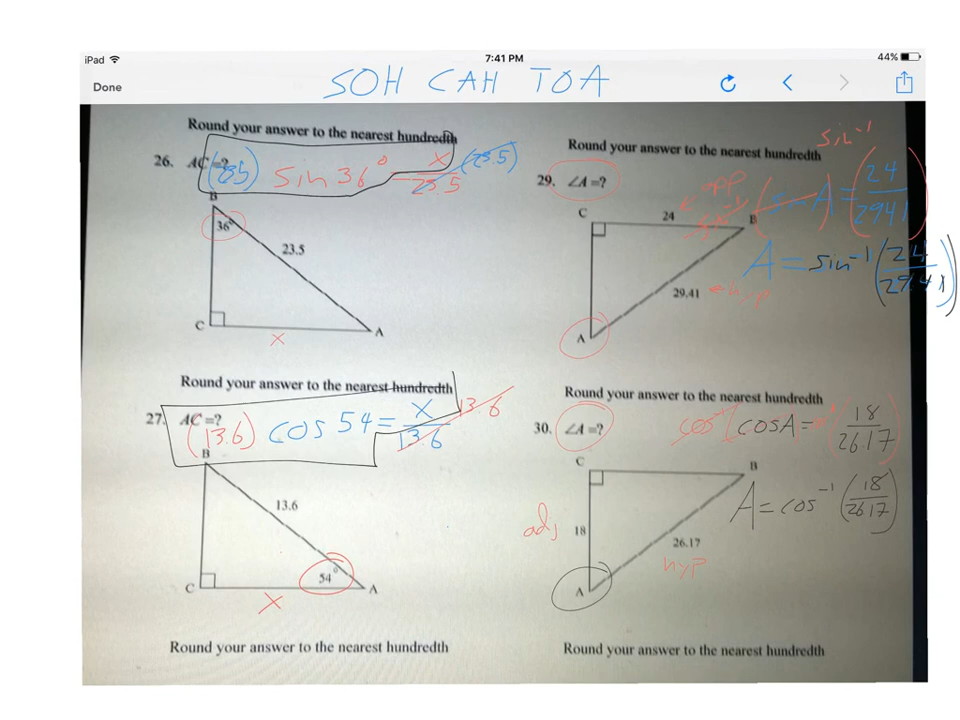 iPad 7:41 PM 44%
Done SOH CAH TOA
Round your answer to the nearest hundredth
26. AC=?
sin 36° x (23.5)
23.5
B
36°
23.5
C
A
x
Round your answer to the nearest hundredth
29. ∠A=?
sin⁻¹
opp
(sin A) = (24
29.41)
A = sin⁻¹ (24
29.41)
C
24
B
29.41
hyp
A
Round your answer to the nearest hundredth
27. AC=?
(13.6) cos 54 = x 13.6
13.6
B
13.6
54°
C
A
x
Round your answer to the nearest hundredth
30. ∠A=?
cos⁻¹ (cos A = (18
26.17)
A = cos⁻¹ (18
26.17)
C
B
adj
18
26.17
hyp
A
Round your answer to the nearest hundredth
Round your answer to the nearest hundredth